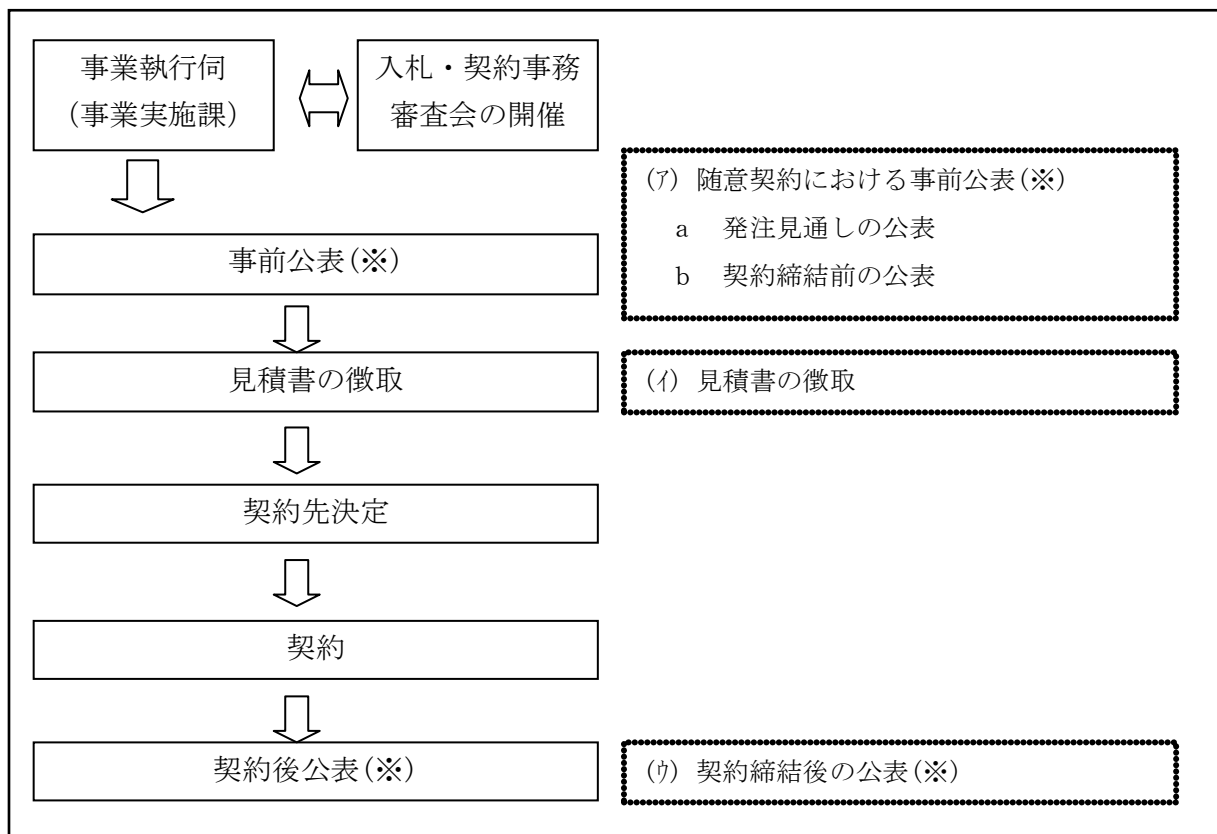 事業執行伺
(事業実施課)
入札・契約事務
審査会の開催
事前公表(※)
(ｱ) 随意契約における事前公表(※)
a 発注見通しの公表
b 契約締結前の公表
見積書の徴取
(ｲ) 見積書の徴取
契約先決定
契約
契約後公表(※)
(ｳ) 契約締結後の公表(※)